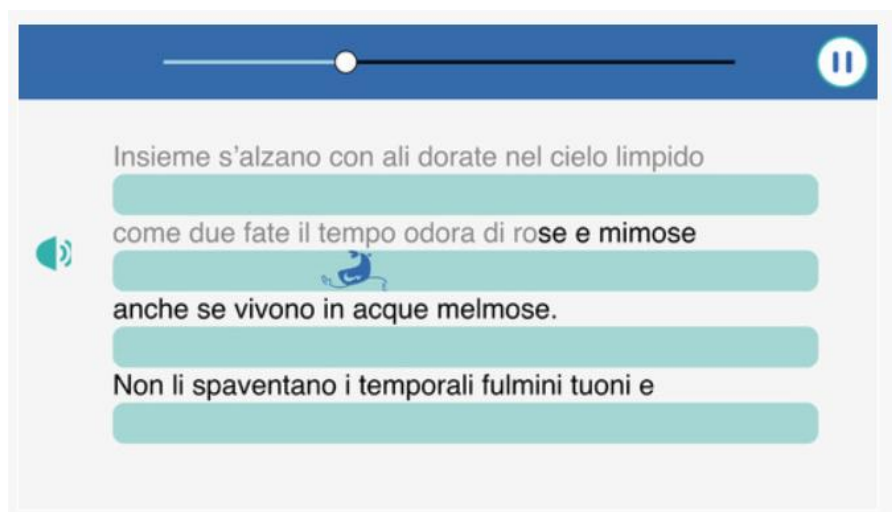 Insieme s’alzano con ali dorate nel cielo limpido
come due fate il tempo odora di rose e mimose
anche se vivono in acque melmose.
Non li spaventano i temporali fulmini tuoni e